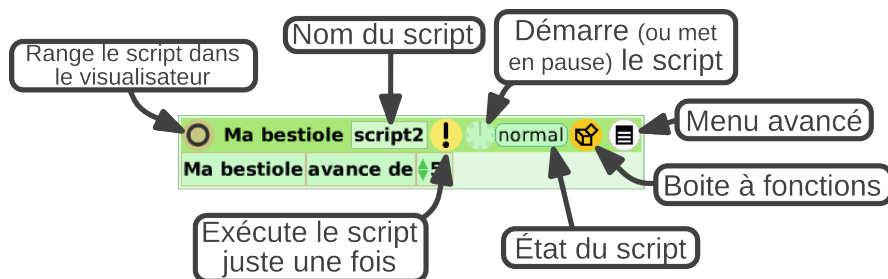 Range le script dans
le visualisateur
Nom du script
Démarre (ou met
en pause) le script
Ma bestiole script2 ! normal
Menu avancé
Ma bestiole avance de 5
Boite à fonctions
Exécute le script
juste une fois
État du script